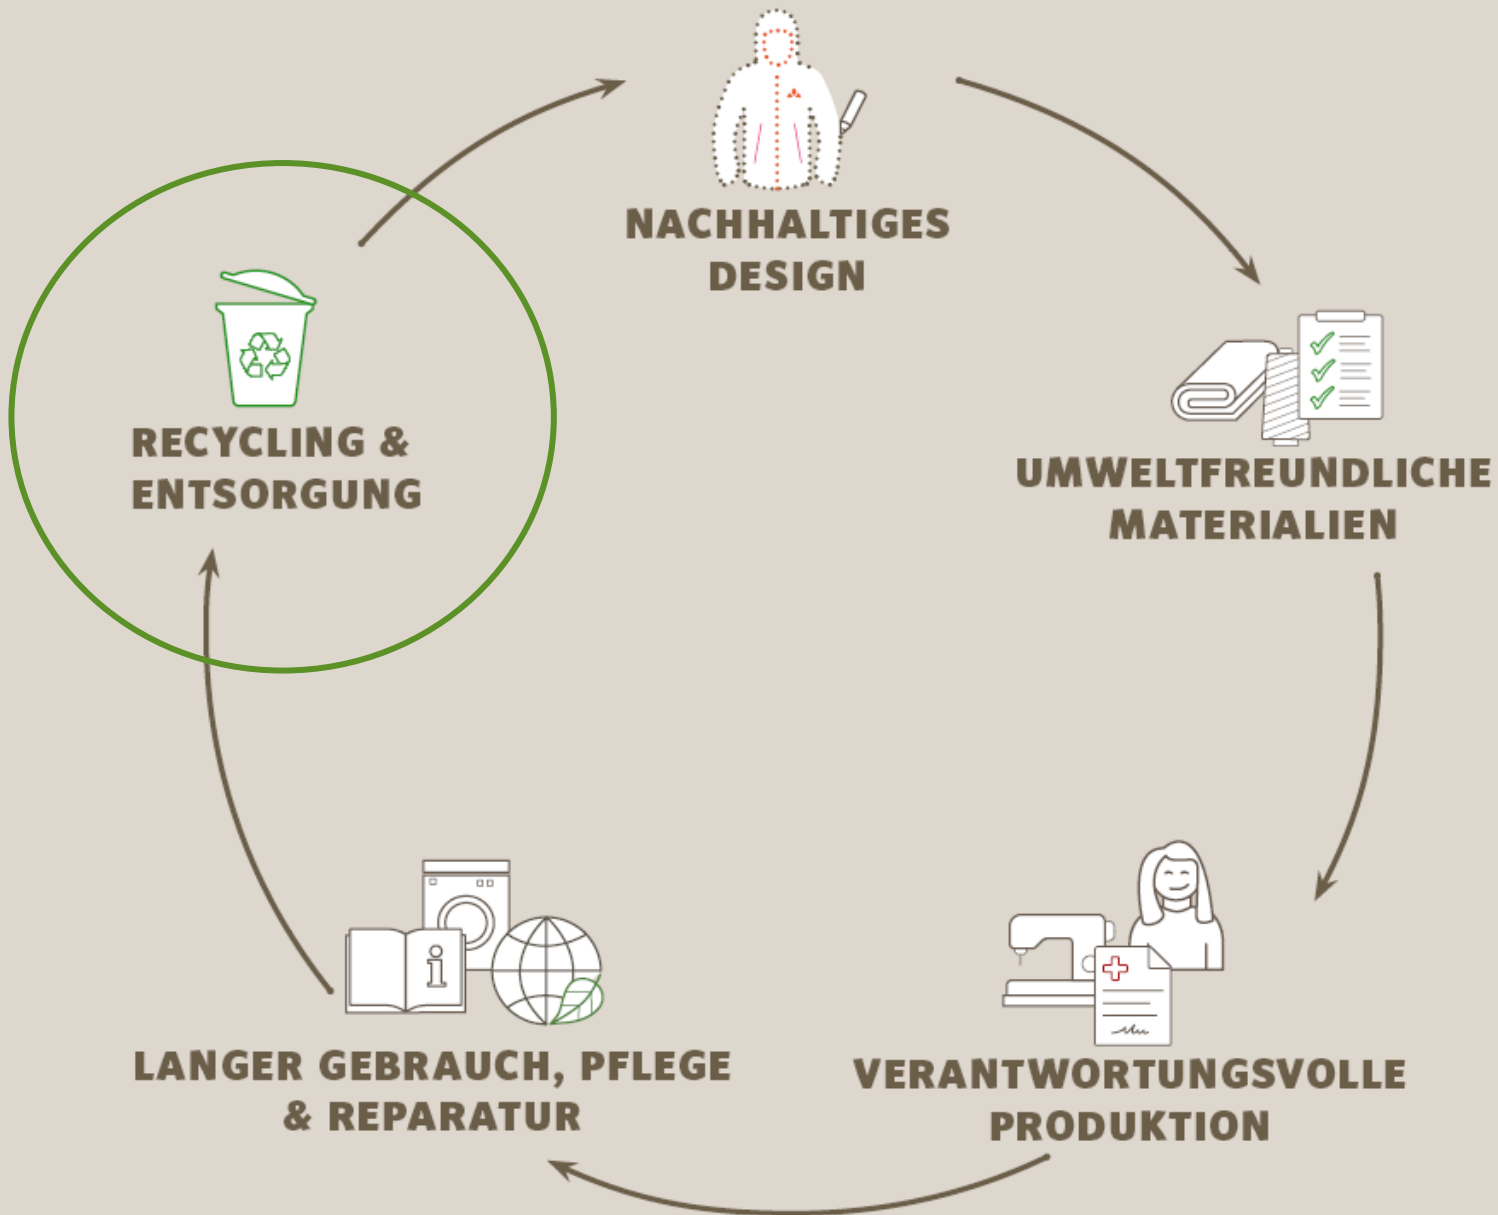 NACHHALTIGES
DESIGN
UMWELTFREUNDLICHE
MATERIALIEN
VERANTWORTUNGSVOLLE
PRODUKTION
LANGER GEBRAUCH, PFLEGE
& REPARATUR
RECYCLING &
ENTSORGUNG
i